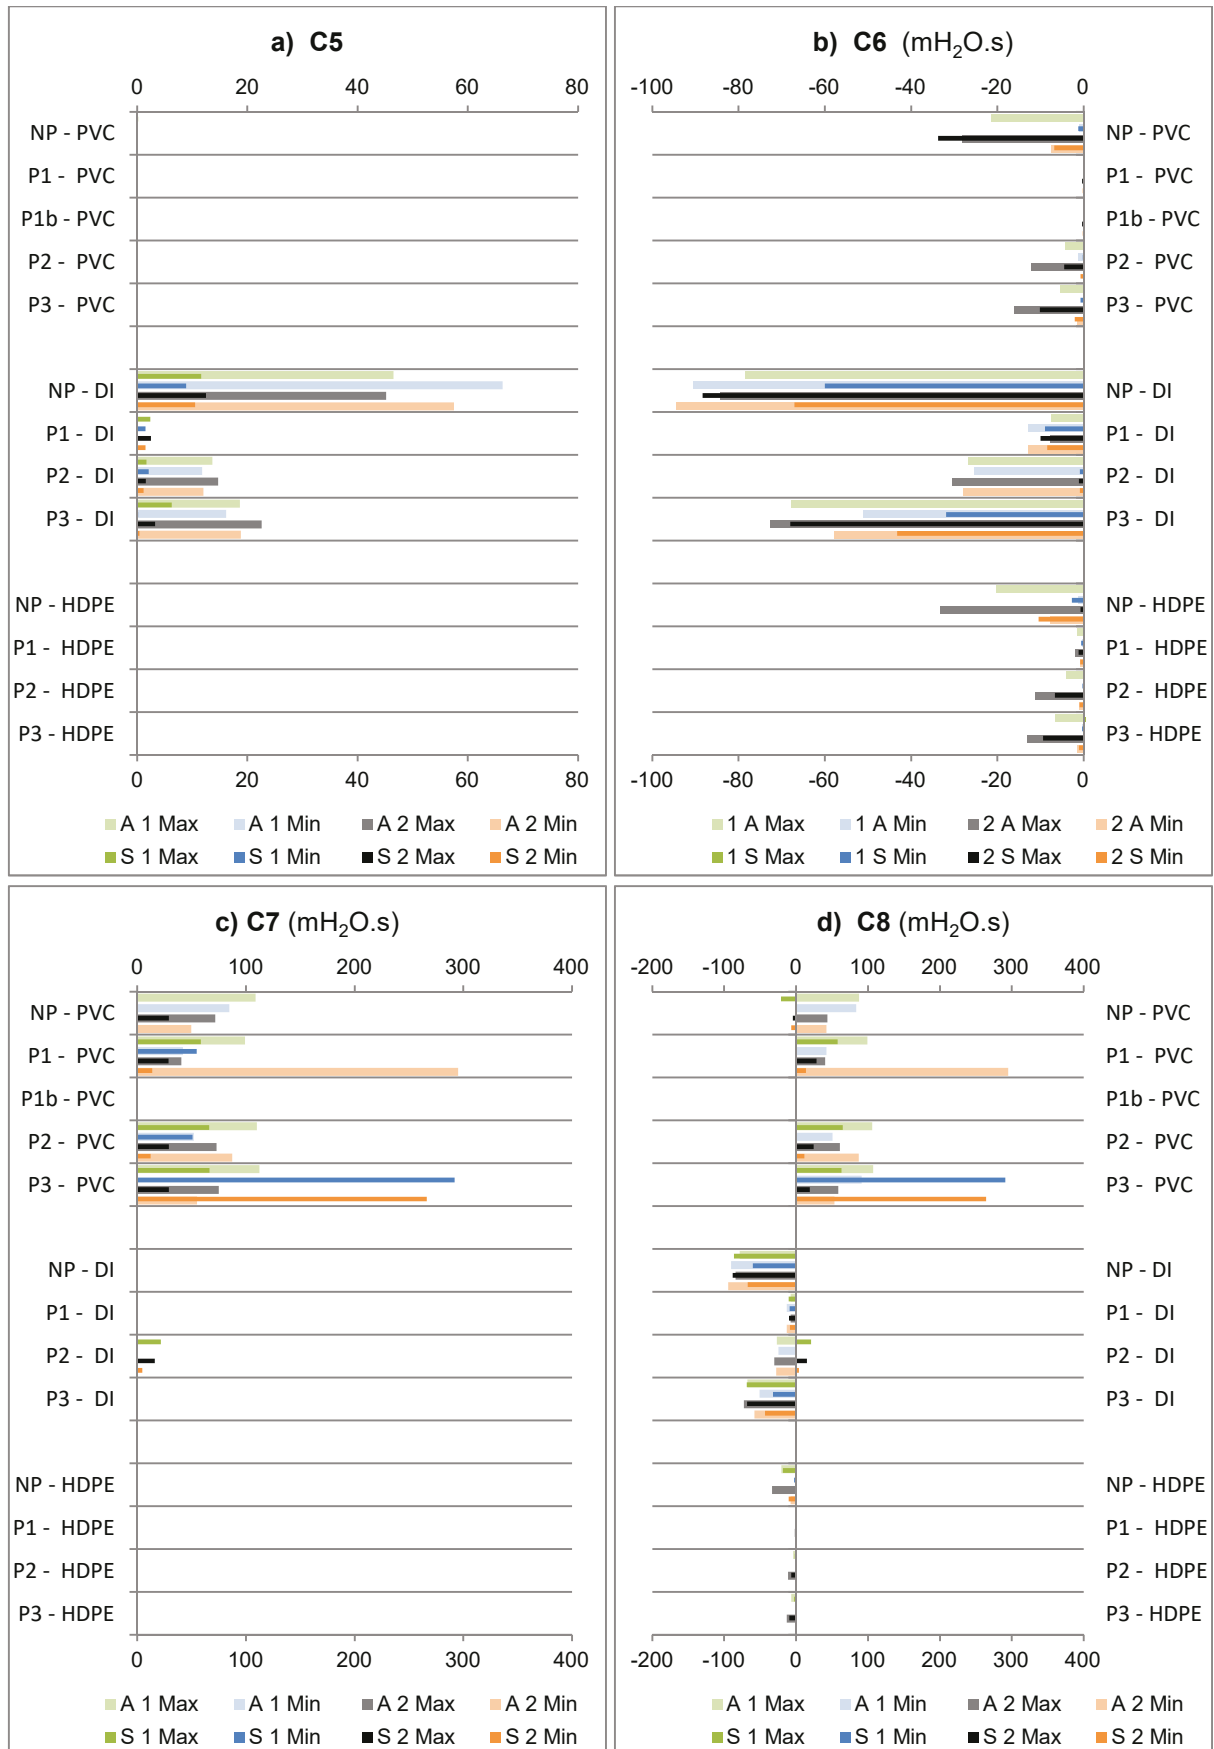 a) C5
0 20 40 60 80
NP - PVC
P1 - PVC
P1b - PVC
P2 - PVC
P3 - PVC
NP - DI
P1 - DI
P2 - DI
P3 - DI
NP - HDPE
P1 - HDPE
P2 - HDPE
P3 - HDPE
0 20 40 60 80
A 1 Max A 1 Min A 2 Max A 2 Min
S 1 Max S 1 Min S 2 Max S 2 Min
b) C6 (mH₂O.s)
-100 -80 -60 -40 -20 0
NP - PVC
P1 - PVC
P1b - PVC
P2 - PVC
P3 - PVC
NP - DI
P1 - DI
P2 - DI
P3 - DI
NP - HDPE
P1 - HDPE
P2 - HDPE
P3 - HDPE
-100 -80 -60 -40 -20 0
1 A Max 1 A Min 2 A Max 2 A Min
1 S Max 1 S Min 2 S Max 2 S Min
c) C7 (mH₂O.s)
0 100 200 300 400
NP - PVC
P1 - PVC
P1b - PVC
P2 - PVC
P3 - PVC
NP - DI
P1 - DI
P2 - DI
P3 - DI
NP - HDPE
P1 - HDPE
P2 - HDPE
P3 - HDPE
0 100 200 300 400
A 1 Max A 1 Min A 2 Max A 2 Min
S 1 Max S 1 Min S 2 Max S 2 Min
d) C8 (mH₂O.s)
-200 -100 0 100 200 300 400
NP - PVC
P1 - PVC
P1b - PVC
P2 - PVC
P3 - PVC
NP - DI
P1 - DI
P2 - DI
P3 - DI
NP - HDPE
P1 - HDPE
P2 - HDPE
P3 - HDPE
-200 -100 0 100 200 300 400
A 1 Max A 1 Min A 2 Max A 2 Min
S 1 Max S 1 Min S 2 Max S 2 Min